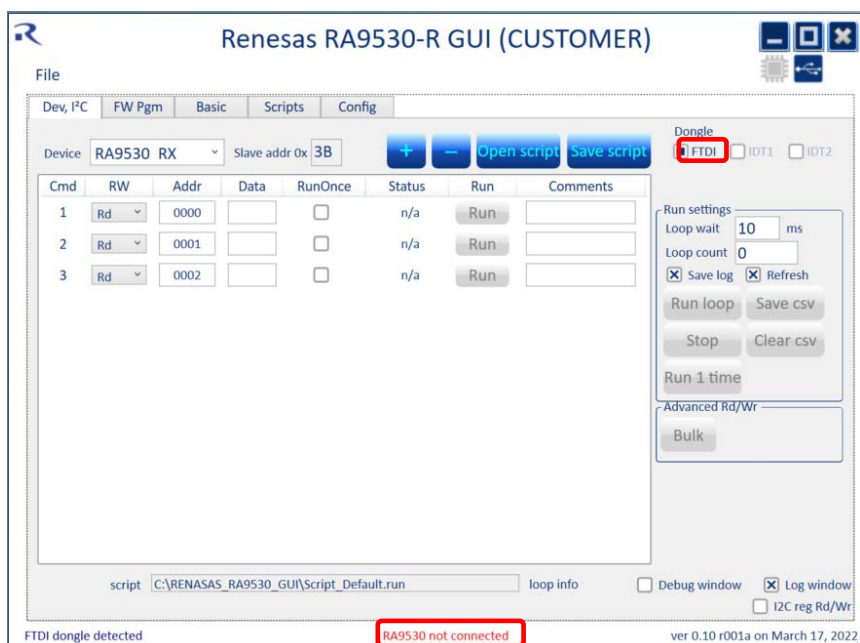 Renesas RA9530-R GUI (CUSTOMER)
File
Dev, I²C FW Pgm Basic Scripts Config
Device RA9530 RX Slave addr 0x 3B + − Open script Save script
Dongle
FTDI IDT1 IDT2
Cmd RW Addr Data RunOnce Status Run Comments
1 Rd 0000 n/a Run
2 Rd 0001 n/a Run
3 Rd 0002 n/a Run
Run settings
Loop wait 10 ms
Loop count 0
Save log Refresh
Run loop Save csv
Stop Clear csv
Run 1 time
Advanced Rd/Wr
Bulk
script C:\RENASAS_RA9530_GUI\Script_Default.run loop info Debug window Log window
I2C reg Rd/Wr
FTDI dongle detected RA9530 not connected ver 0.10 r001a on March 17, 2022